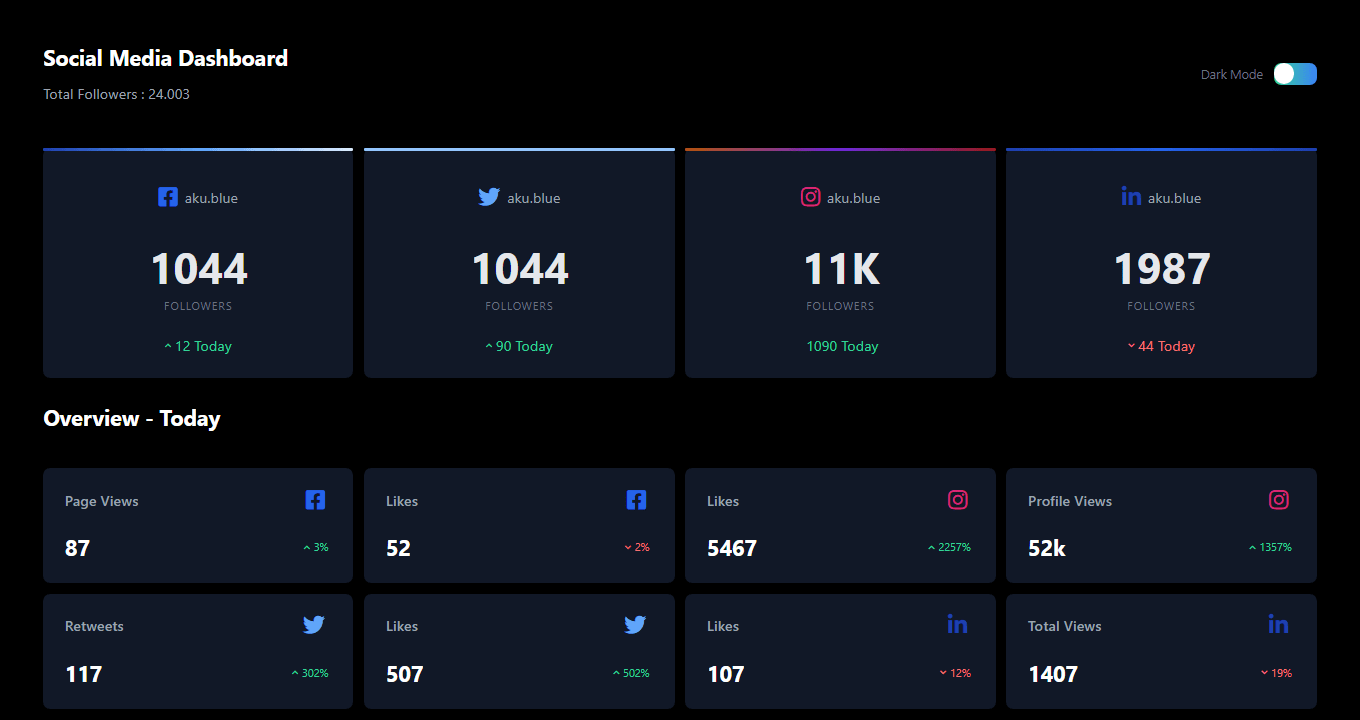 Social Media Dashboard
Total Followers : 24.003
Dark Mode
aku.blue
1044
FOLLOWERS
12 Today
aku.blue
1044
FOLLOWERS
90 Today
aku.blue
11K
FOLLOWERS
1090 Today
aku.blue
1987
FOLLOWERS
44 Today
Overview - Today
Page Views
87
3%
Likes
52
2%
Likes
5467
2257%
Profile Views
52k
1357%
Retweets
117
302%
Likes
507
502%
Likes
107
12%
Total Views
1407
19%